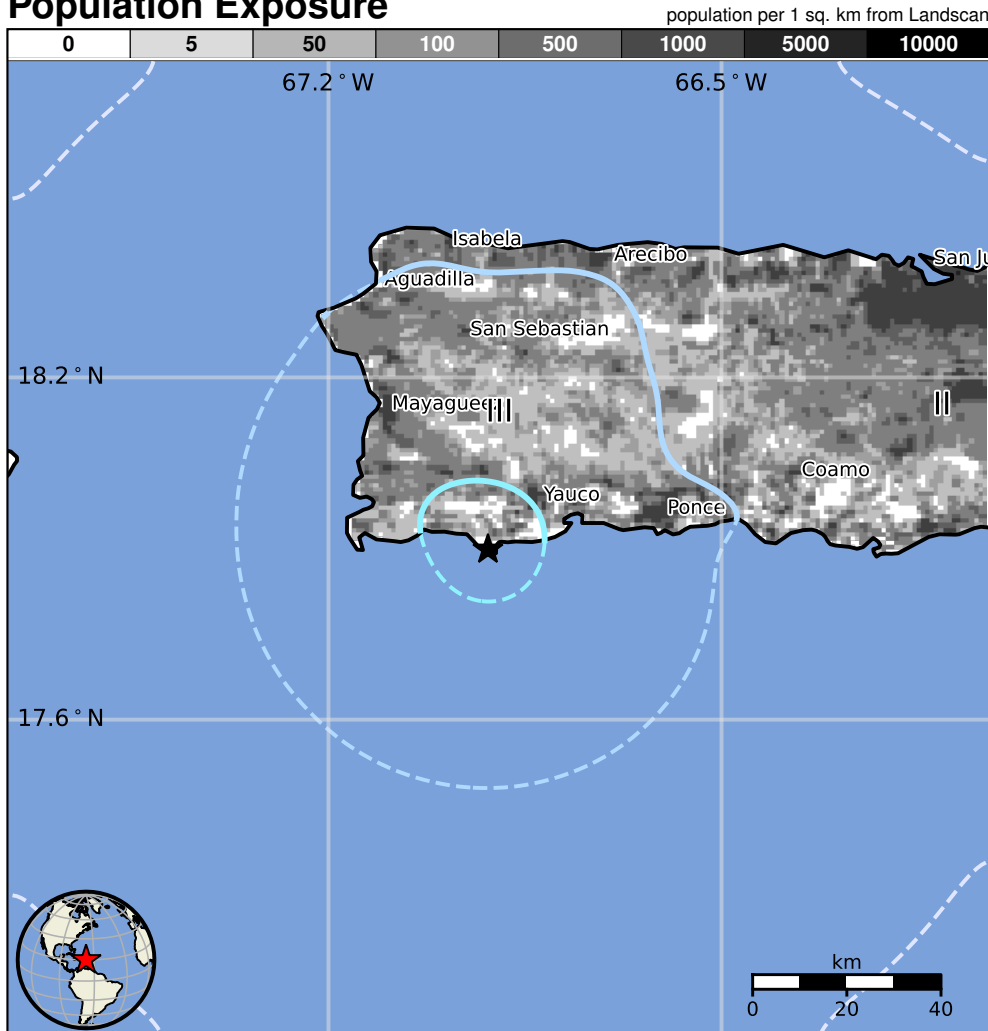 Population Exposure
population per 1 sq. km from Landscan
0 5 50 100 500 1000 5000 10000
67.2°W 66.5°W
Isabela
Arecibo
San Ju
Aguadilla
San Sebastian
18.2°N
Mayaguez
III
II
Coamo
Yauco
Ponce
17.6°N
km
0 20 40